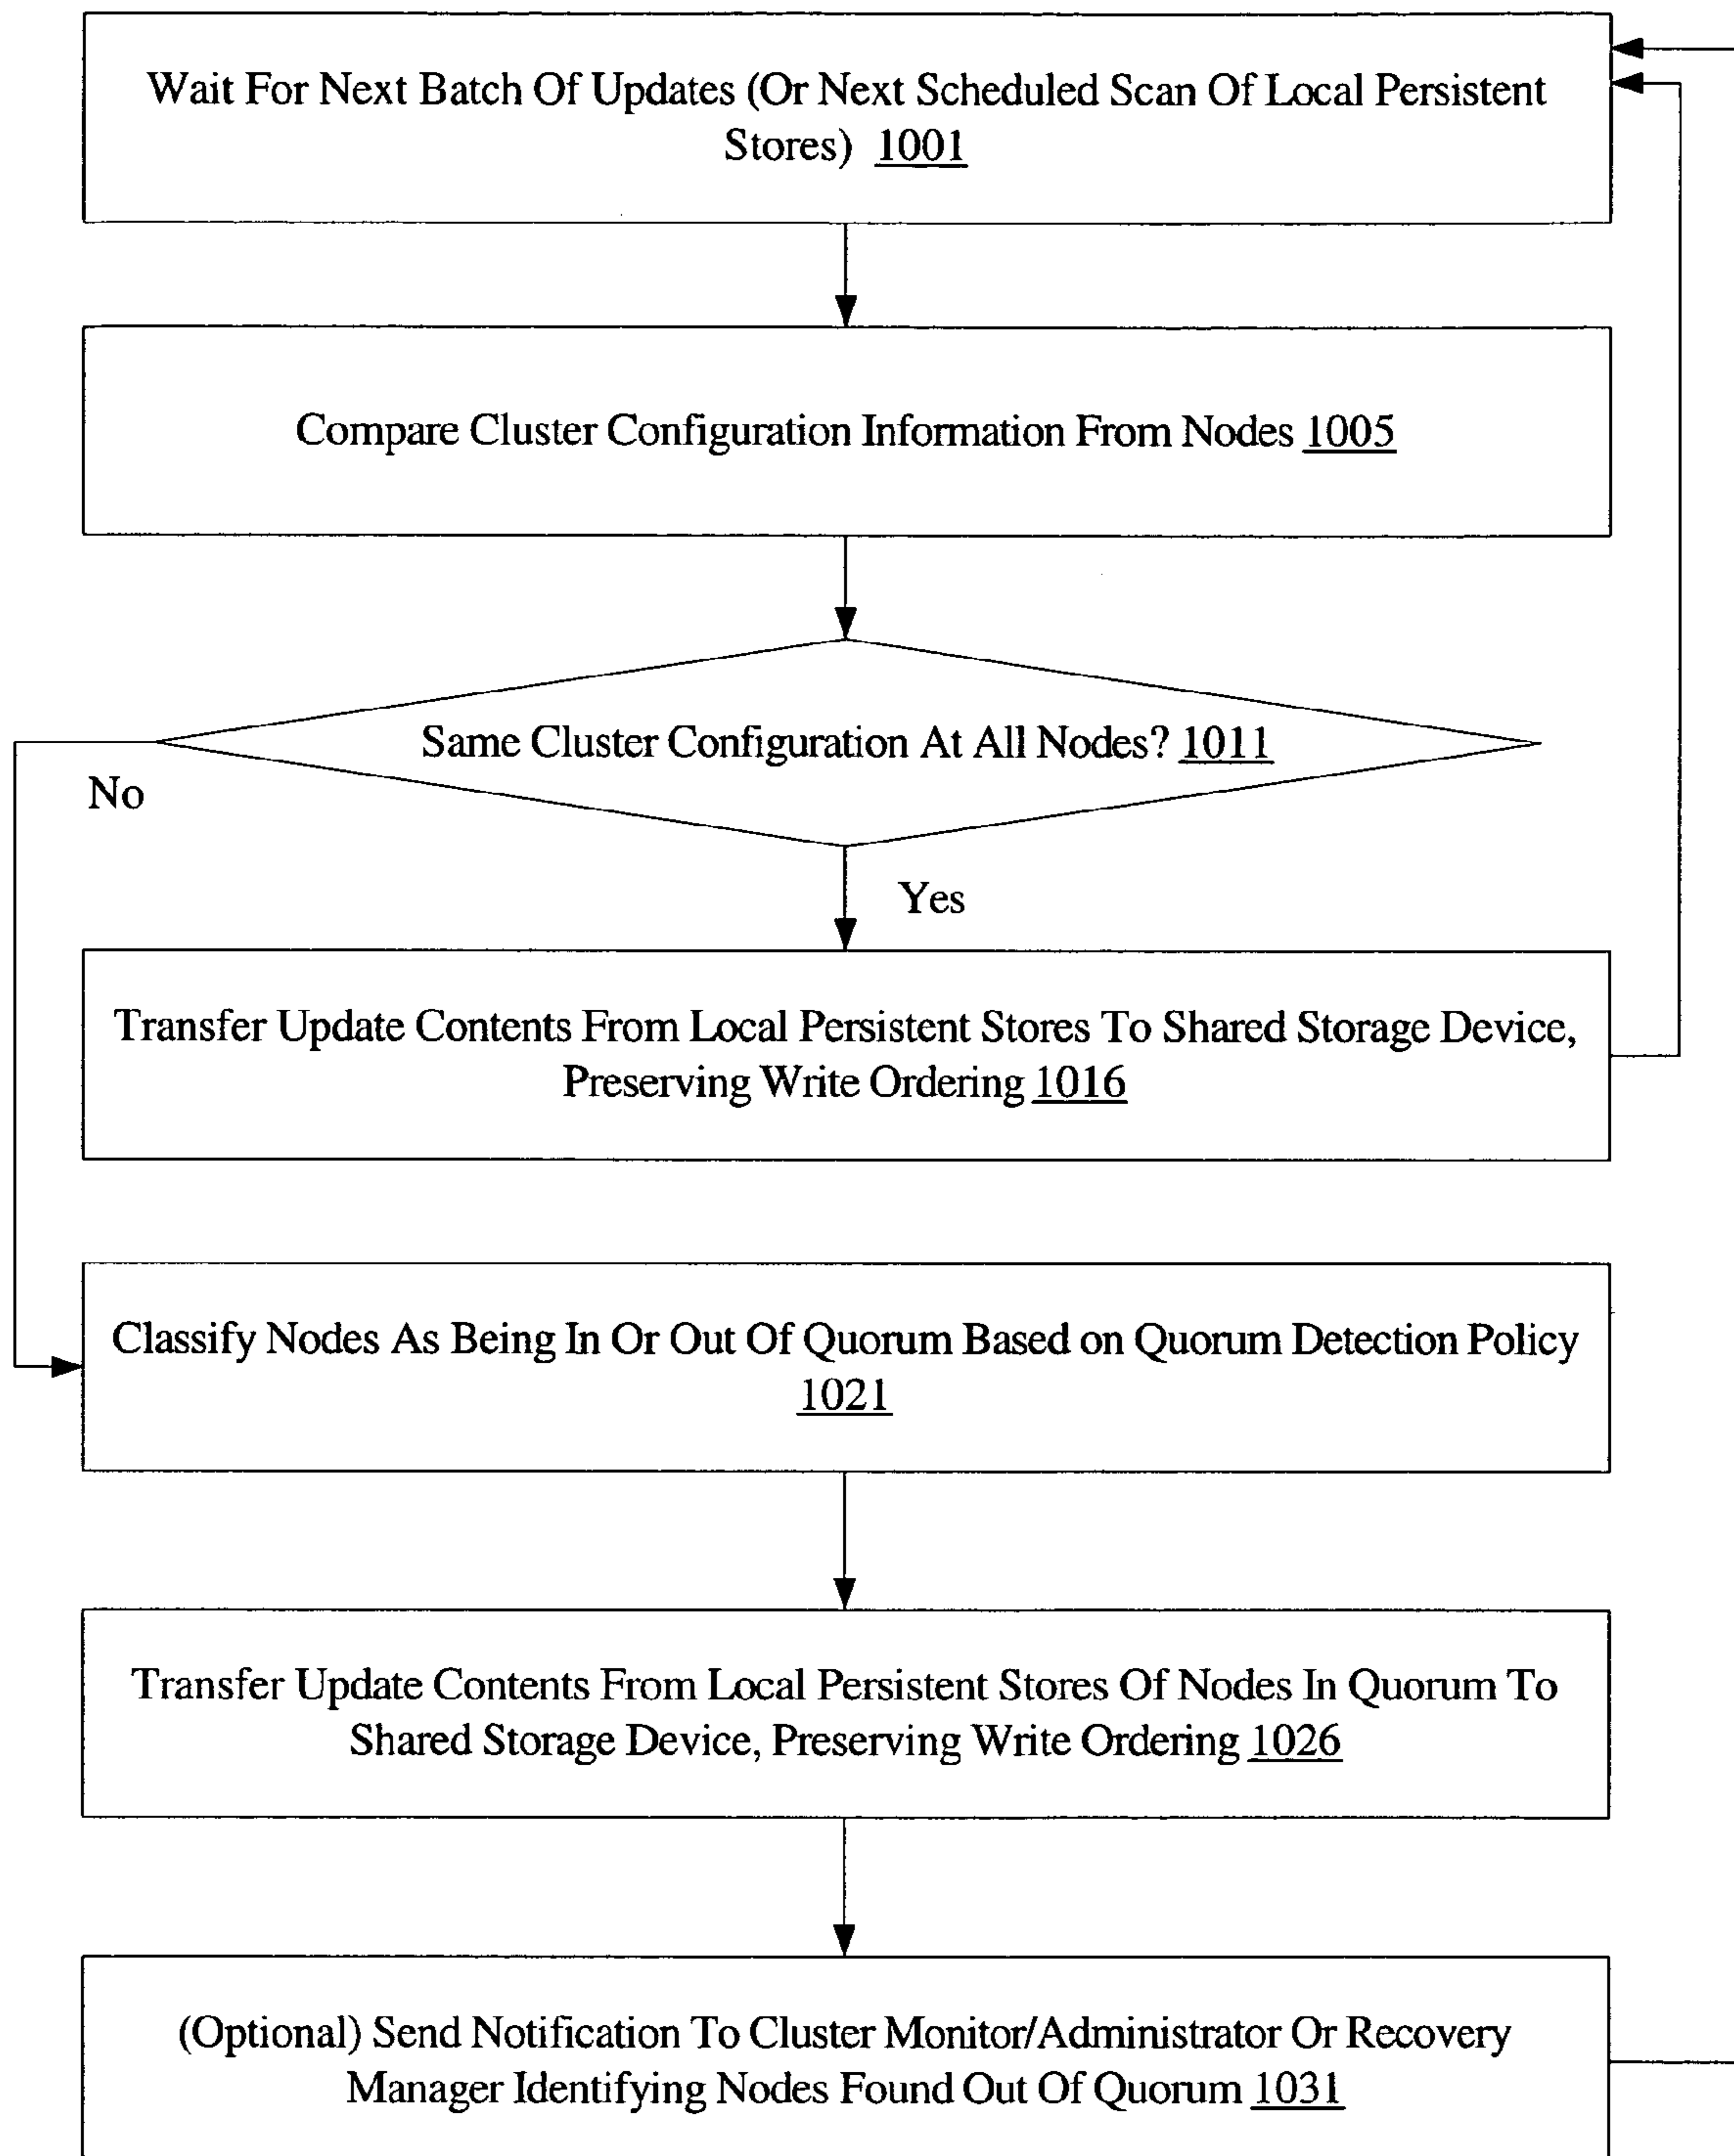 Wait For Next Batch Of Updates (Or Next Scheduled Scan Of Local Persistent
Stores) 1001
Compare Cluster Configuration Information From Nodes 1005
Same Cluster Configuration At All Nodes? 1011
No
Yes
Transfer Update Contents From Local Persistent Stores To Shared Storage Device,
Preserving Write Ordering 1016
Classify Nodes As Being In Or Out Of Quorum Based on Quorum Detection Policy
1021
Transfer Update Contents From Local Persistent Stores Of Nodes In Quorum To
Shared Storage Device, Preserving Write Ordering 1026
(Optional) Send Notification To Cluster Monitor/Administrator Or Recovery
Manager Identifying Nodes Found Out Of Quorum 1031